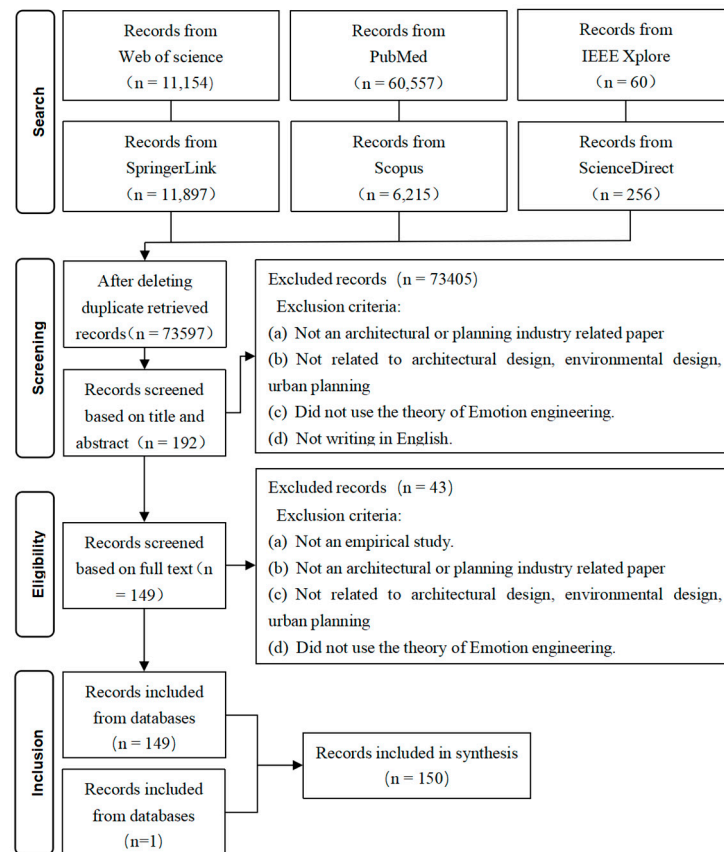 Search
Records from
Web of science
(n = 11,154)
Records from
PubMed
(n = 60,557)
Records from
IEEE Xplore
(n = 60)
Records from
SpringerLink
(n = 11,897)
Records from
Scopus
(n = 6,215)
Records from
ScienceDirect
(n = 256)
Screening
After deleting
duplicate retrieved
records(n = 73597)
Excluded records (n = 73405)
Exclusion criteria:
(a) Not an architectural or planning industry related paper
(b) Not related to architectural design, environmental design,
urban planning
(c) Did not use the theory of Emotion engineering.
(d) Not writing in English.
Records screened
based on title and
abstract (n = 192)
Eligibility
Records screened
based on full text(n
= 149)
Excluded records (n = 43)
Exclusion criteria:
(a) Not an empirical study.
(b) Not an architectural or planning industry related paper
(c) Not related to architectural design, environmental design,
urban planning
(d) Did not use the theory of Emotion engineering.
Inclusion
Records included
from databases
(n = 149)
Records included
from databases
(n=1)
Records included in synthesis
(n = 150)